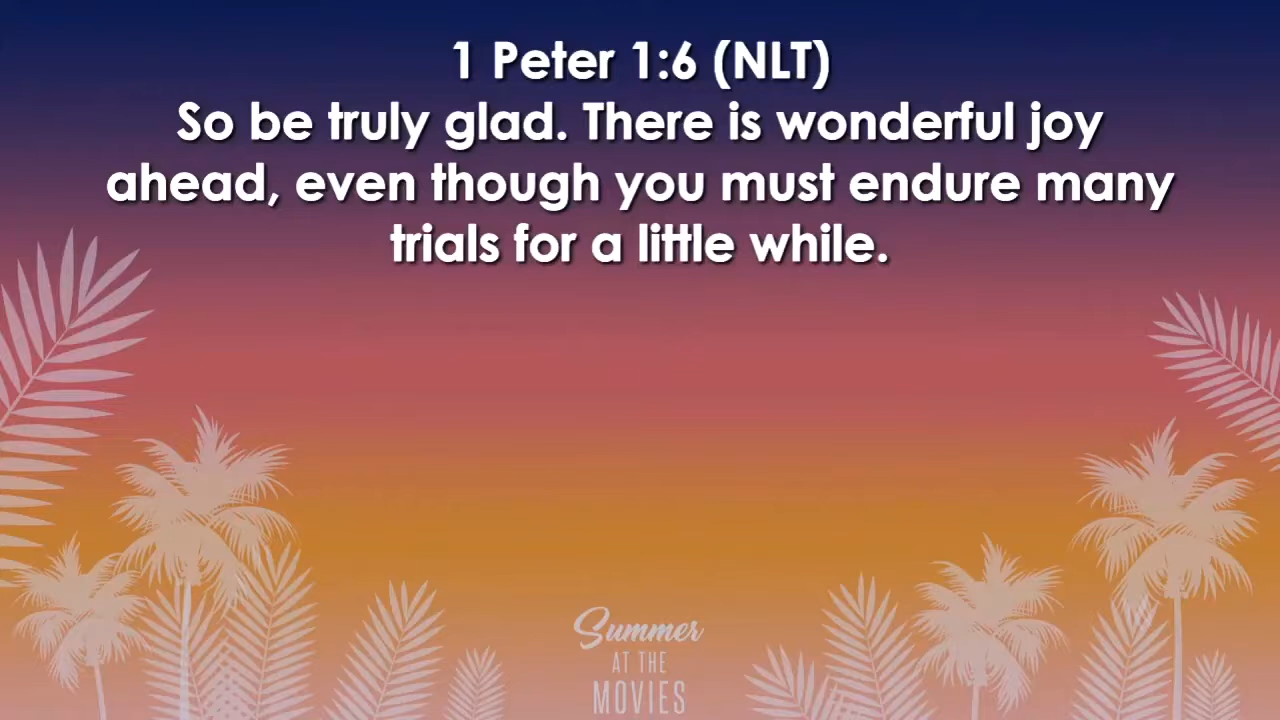 1 Peter 1:6 (NLT)
So be truly glad. There is wonderful joy
ahead, even though you must endure many
trials for a little while.
Summer
AT THE
MOVIES